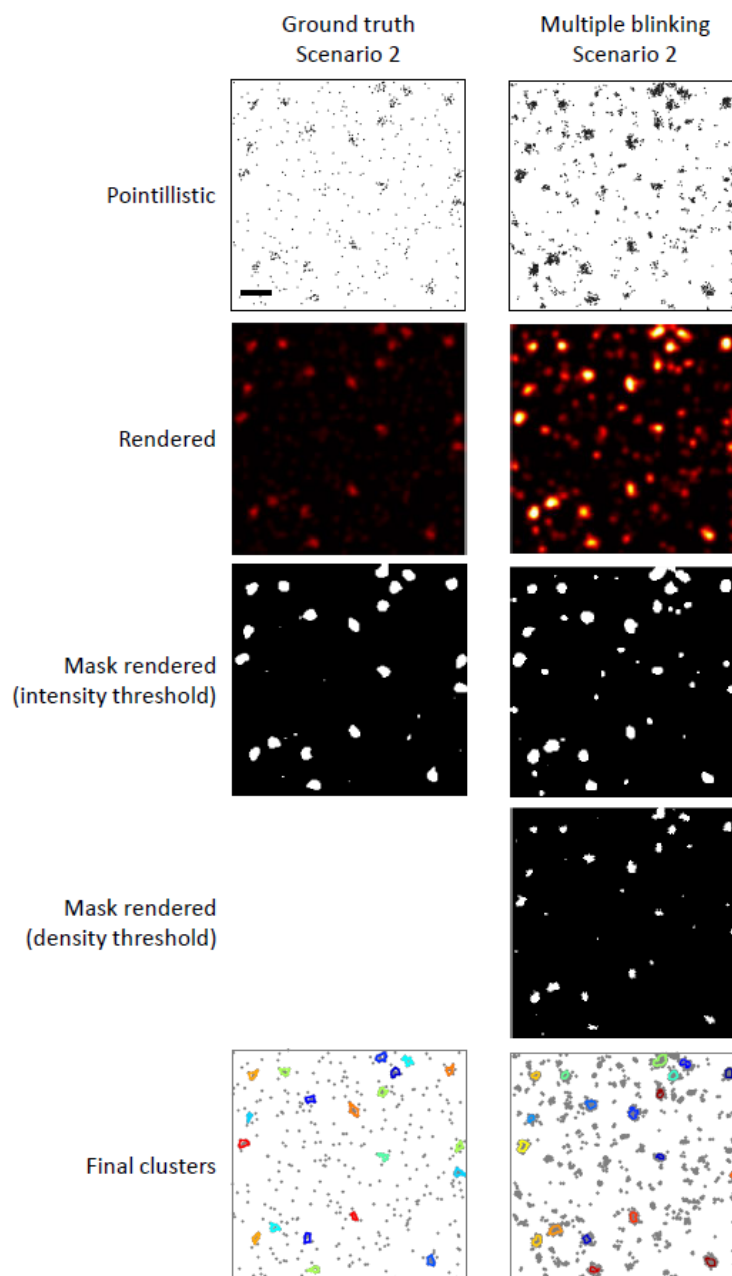 Ground truth
Scenario 2
Multiple blinking
Scenario 2
Pointillistic
Rendered
Mask rendered
(intensity threshold)
Mask rendered
(density threshold)
Final clusters